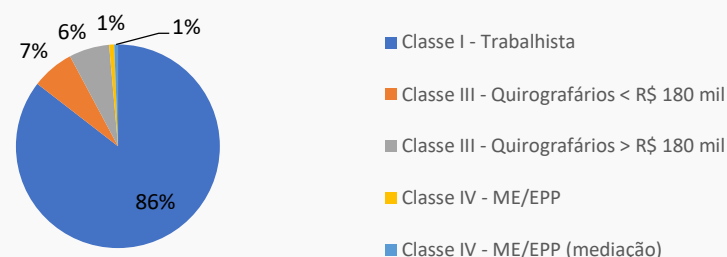 6%
1%
1%
7%
86%
Classe I - Trabalhista
Classe III - Quirografários < R$ 180 mil
Classe III - Quirografários > R$ 180 mil
Classe IV - ME/EPP
Classe IV - ME/EPP (mediação)